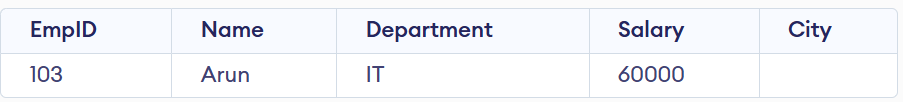 EmpID Name Department Salary City
103 Arun IT 60000